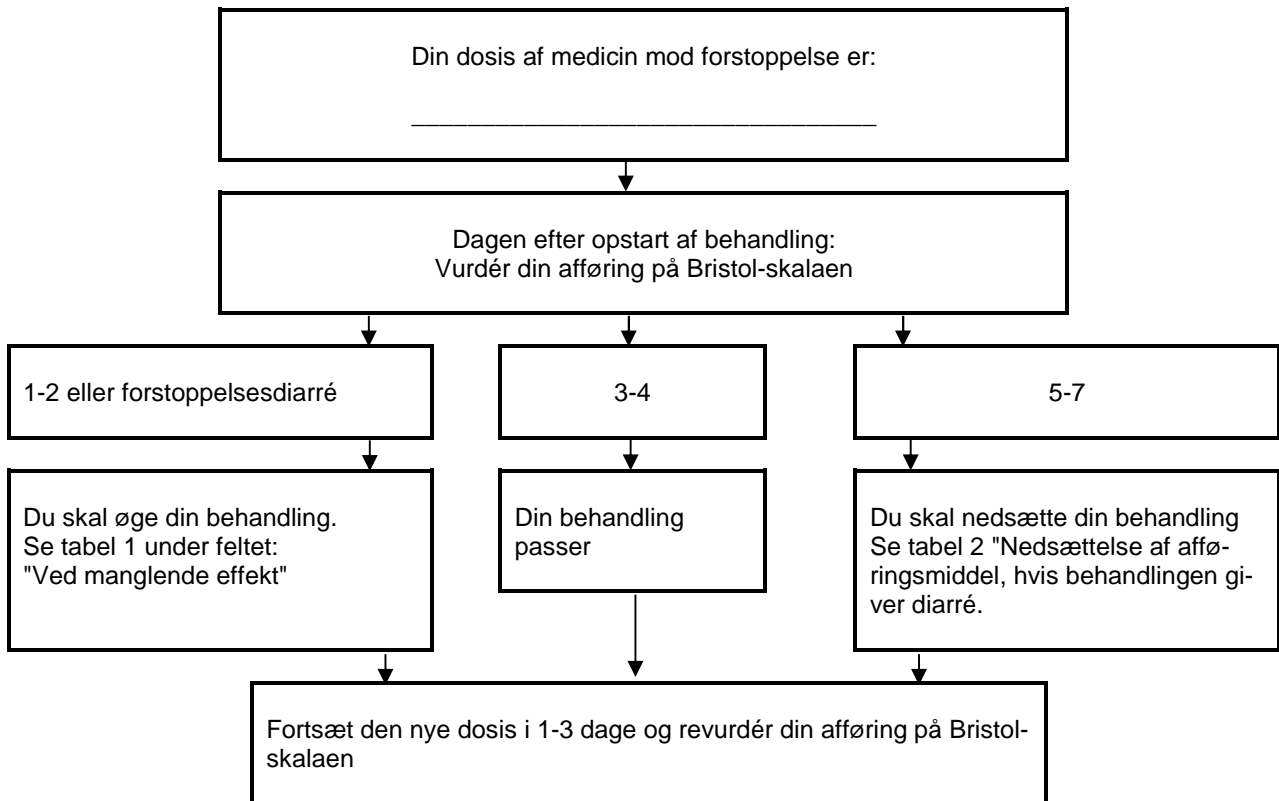 Din dosis af medicin mod forstoppelse er:
_________________________________
Dagen efter opstart af behandling:
Vurdér din afføring på Bristol-skalaen
1-2 eller forstoppelsesdiarré
3-4
5-7
Du skal øge din behandling.
Se tabel 1 under feltet:
"Ved manglende effekt"
Din behandling
passer
Du skal nedsætte din behandling
Se tabel 2 "Nedsættelse af affø-
ringsmiddel, hvis behandlingen gi-
ver diarré.
Fortsæt den nye dosis i 1-3 dage og revurdér din afføring på Bristol-
skalaen